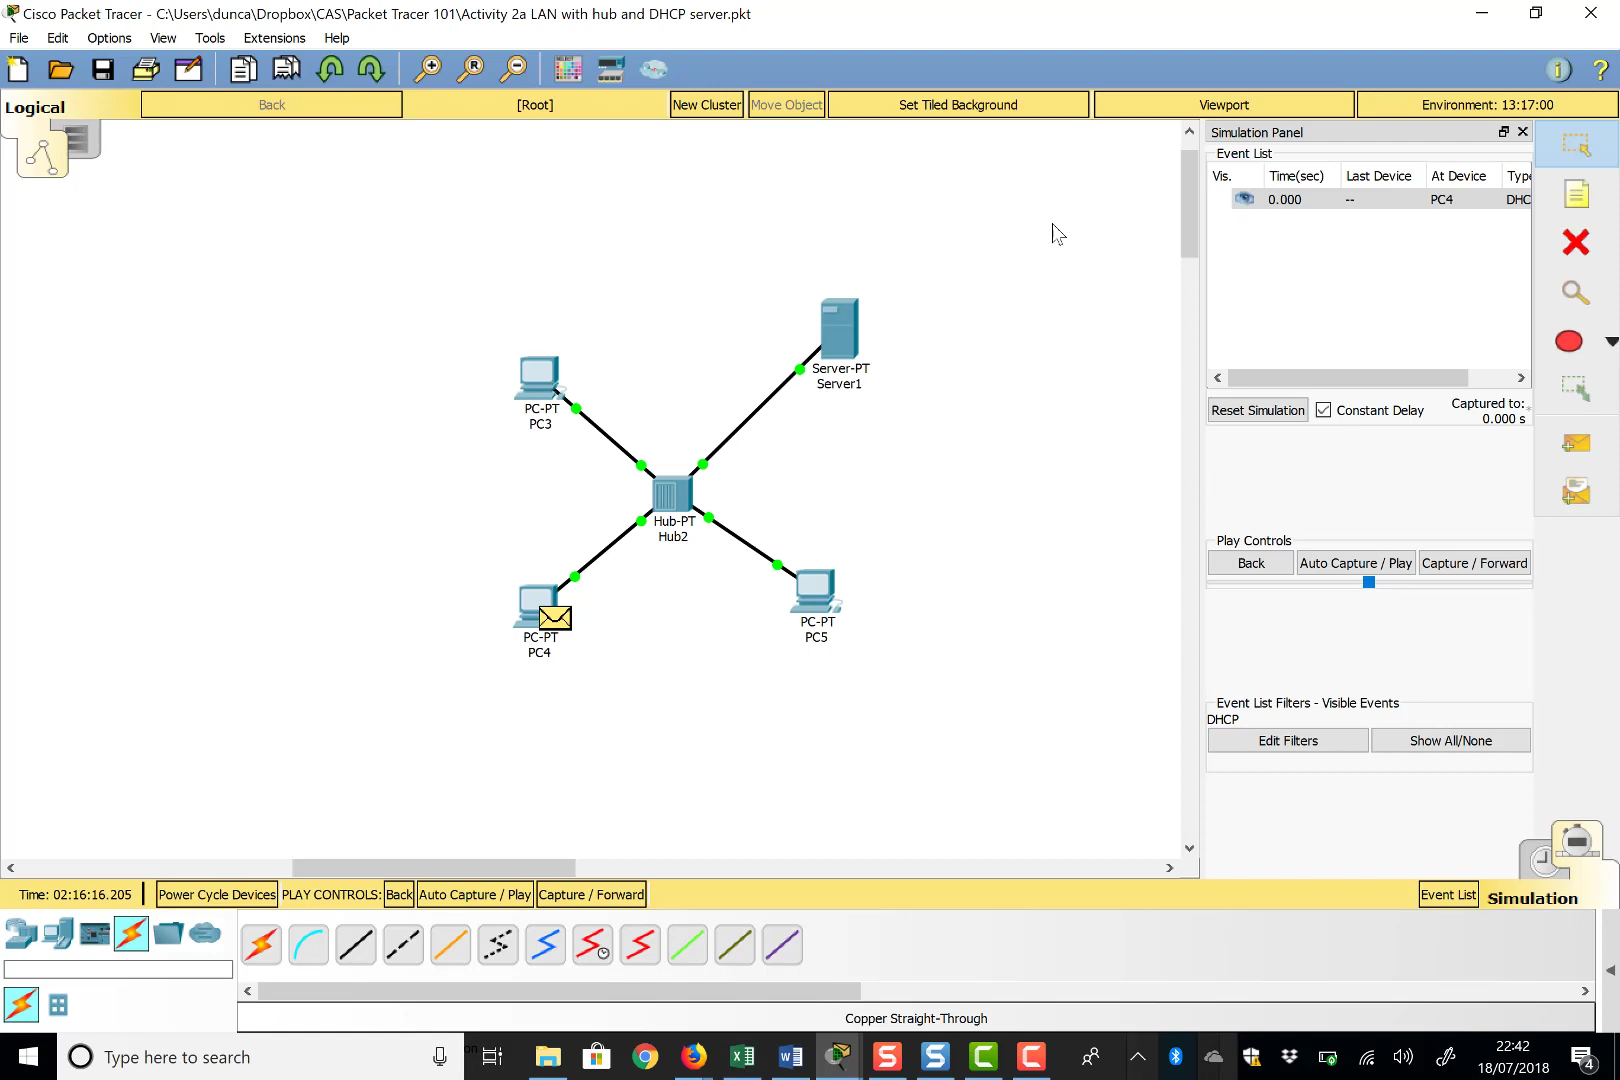 Cisco Packet Tracer - C:\Users\dunca\Dropbox\CAS\Packet Tracer 101\Activity 2a LAN with hub and DHCP server.pkt
File Edit Options View Tools Extensions Help
Logical Back [Root] New Cluster Move Object Set Tiled Background Viewport Environment: 13:17:00
Simulation Panel
Event List
Vis. Time(sec) Last Device At Device Type
0.000 -- PC4 DHC
Server-PT
Server1
PC-PT
PC3
Reset Simulation Constant Delay Captured to:
0.000 s
Hub-PT
Hub2
Play Controls
Back Auto Capture / Play Capture / Forward
PC-PT
PC5
PC-PT
PC4
Event List Filters - Visible Events
DHCP
Edit Filters Show All/None
Time: 02:16:16.205 Power Cycle Devices PLAY CONTROLS: Back Auto Capture / Play Capture / Forward Event List Simulation
Copper Straight-Through
Type here to search
22:42
18/07/2018
4